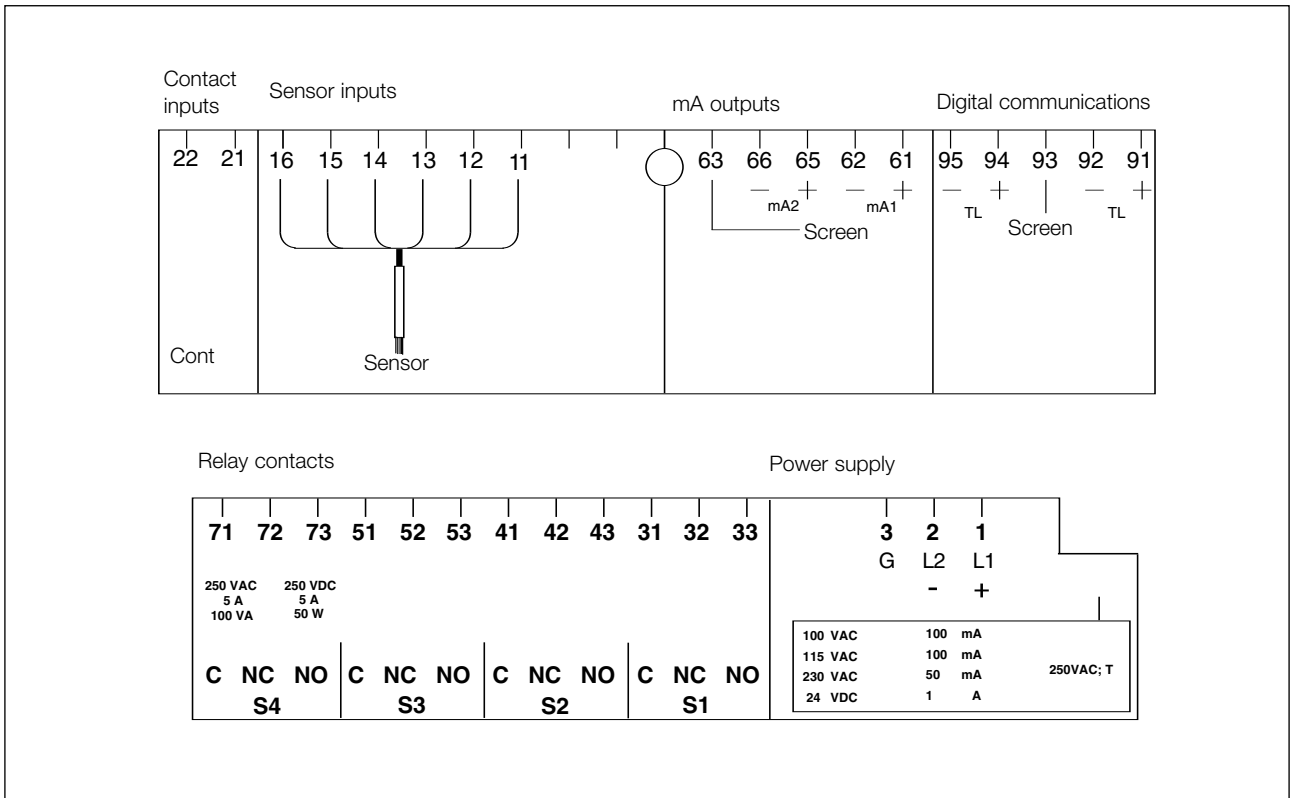 Contact
inputs
Sensor inputs
mA outputs
Digital communications
22 21 16 15 14 13 12 11 63 66 65 62 61 95 94 93 92 91
— + — + — + — +
mA2 mA1 TL TL
Screen Screen
Cont
Sensor
Relay contacts
Power supply
71 72 73 51 52 53 41 42 43 31 32 33 3 2 1
G L2 L1
- +
250 VAC 250 VDC
5 A 5 A
100 VA 50 W
100 VAC 100 mA
115 VAC 100 mA
230 VAC 50 mA
24 VDC 1 A
250VAC; T
C NC NO C NC NO C NC NO C NC NO
S4 S3 S2 S1